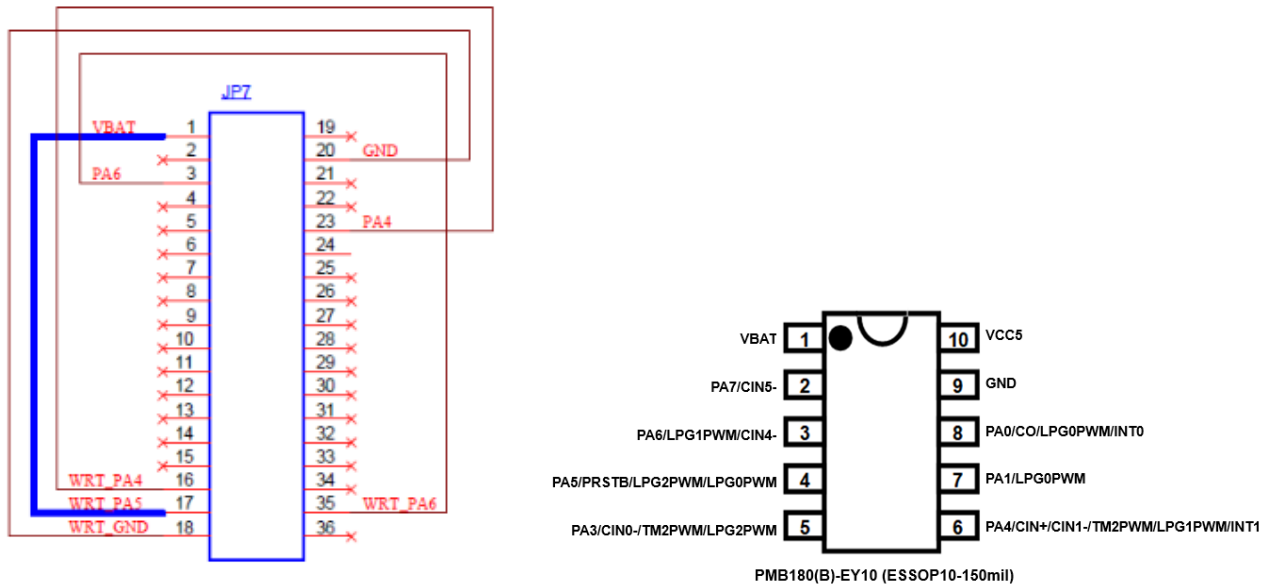 JP7
VBAT 1 19
2 20 GND
PA6 3 21
4 22
5 23 PA4
6 24
7 25
8 26
9 27
10 28
11 29
12 30
13 31
14 32
15 33
WRT_PA4 16 34
WRT_PA5 17 35 WRT_PA6
WRT_GND 18 36
VBAT 1 10 VCC5
PA7/CIN5- 2 9 GND
PA6/LPG1PWM/CIN4- 3 8 PA0/CO/LPG0PWM/INT0
PA5/PRSTB/LPG2PWM/LPG0PWM 4 7 PA1/LPG0PWM
PA3/CIN0-/TM2PWM/LPG2PWM 5 6 PA4/CIN+/CIN1-/TM2PWM/LPG1PWM/INT1
PMB180(B)-EY10 (ESSOP10-150mil)